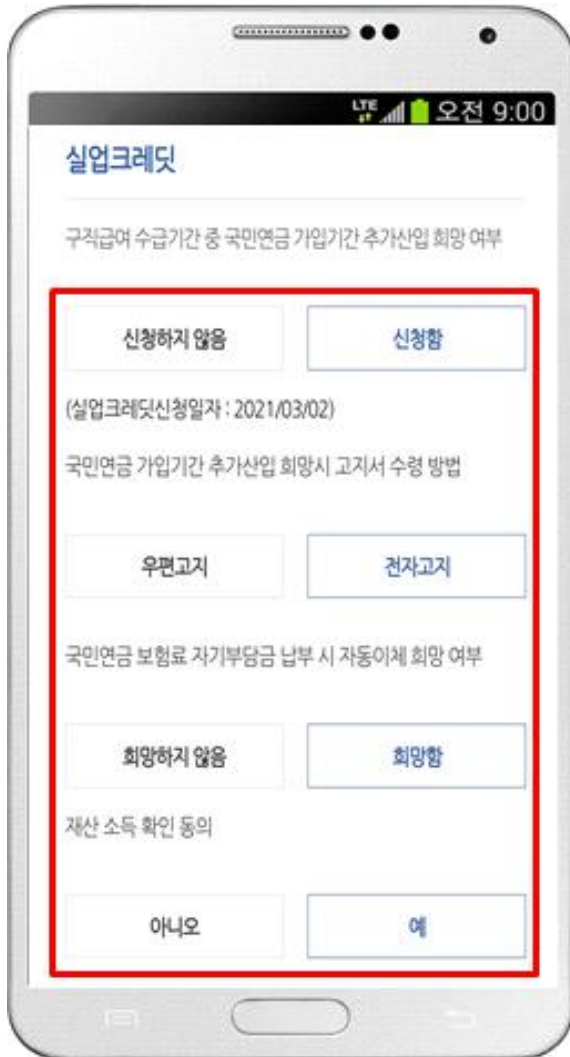 LTE 오전 9:00
실업크레딧
구직급여 수급기간 중 국민연금 가입기간 추가산입 희망 여부
신청하지 않음 신청함
(실업크레딧신청일자 : 2021/03/02)
국민연금 가입기간 추가산입 희망시 고지서 수령 방법
우편고지 전자고지
국민연금 보험료 자기부담금 납부 시 자동이체 희망 여부
희망하지 않음 희망함
재산 소득 확인 동의
아니오 예